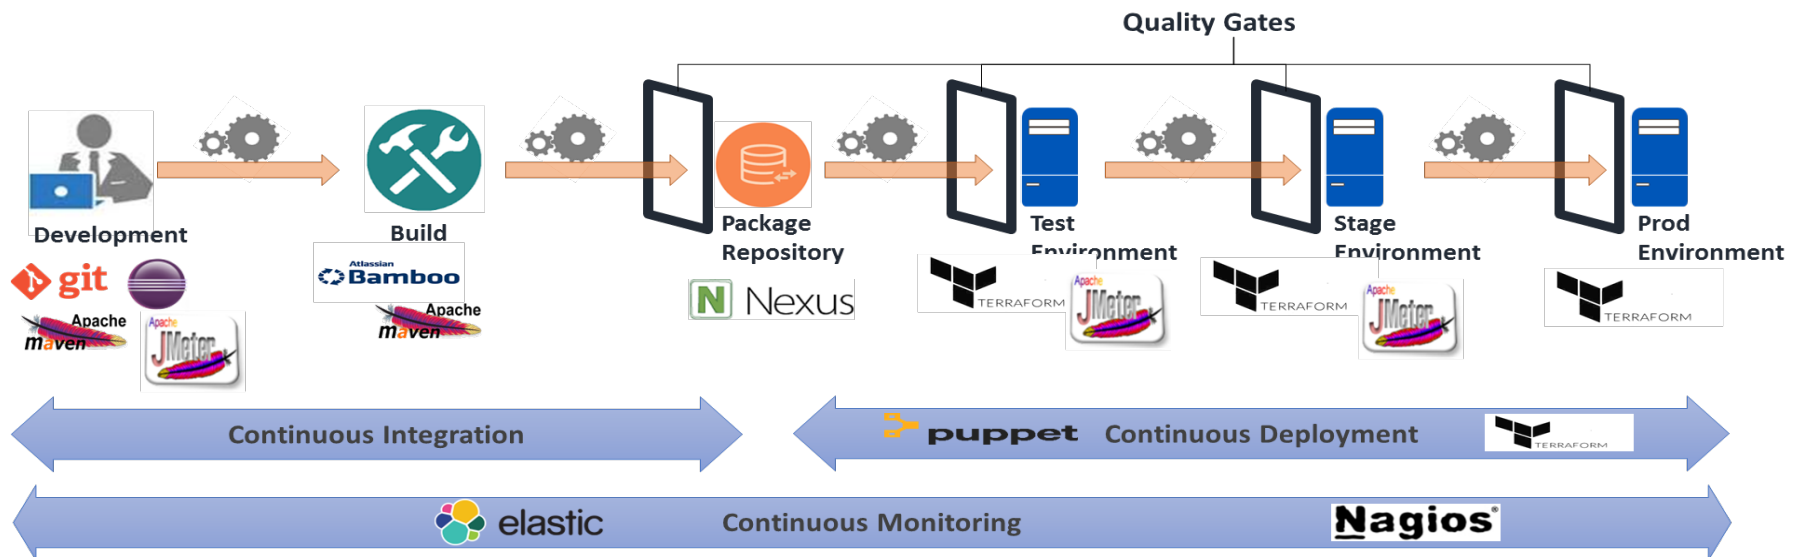 Quality Gates
Development
Build
Package
Repository
Test
Environment
Stage
Environment
Prod
Environment
git
Apache
maven
Apache
JMeter
Atlassian
Bamboo
Apache
maven
N Nexus
TERRAFORM
Apache
JMeter
TERRAFORM
Apache
JMeter
TERRAFORM
Continuous Integration
puppet Continuous Deployment TERRAFORM
elastic Continuous Monitoring Nagios®